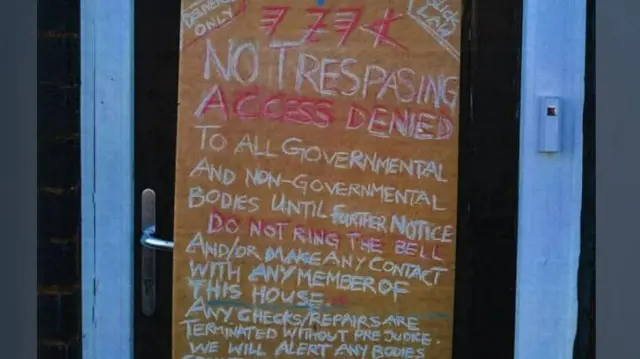 DELIVERIES
ONLY
NO TRESPASING
ACCESS DENIED
TO ALL GOVERNMENTAL
AND NON-GOVERNMENTAL
BODIES UNTIL FURTHER NOTICE
DO NOT RING THE BELL
AND/OR MAKE ANY CONTACT
WITH ANY MEMBER OF
THIS HOUSE.
ANY CHECKS/REPAIRS ARE
TERMINATED WITHOUT PREJUDICE.
WE WILL ALERT ANY BODIES